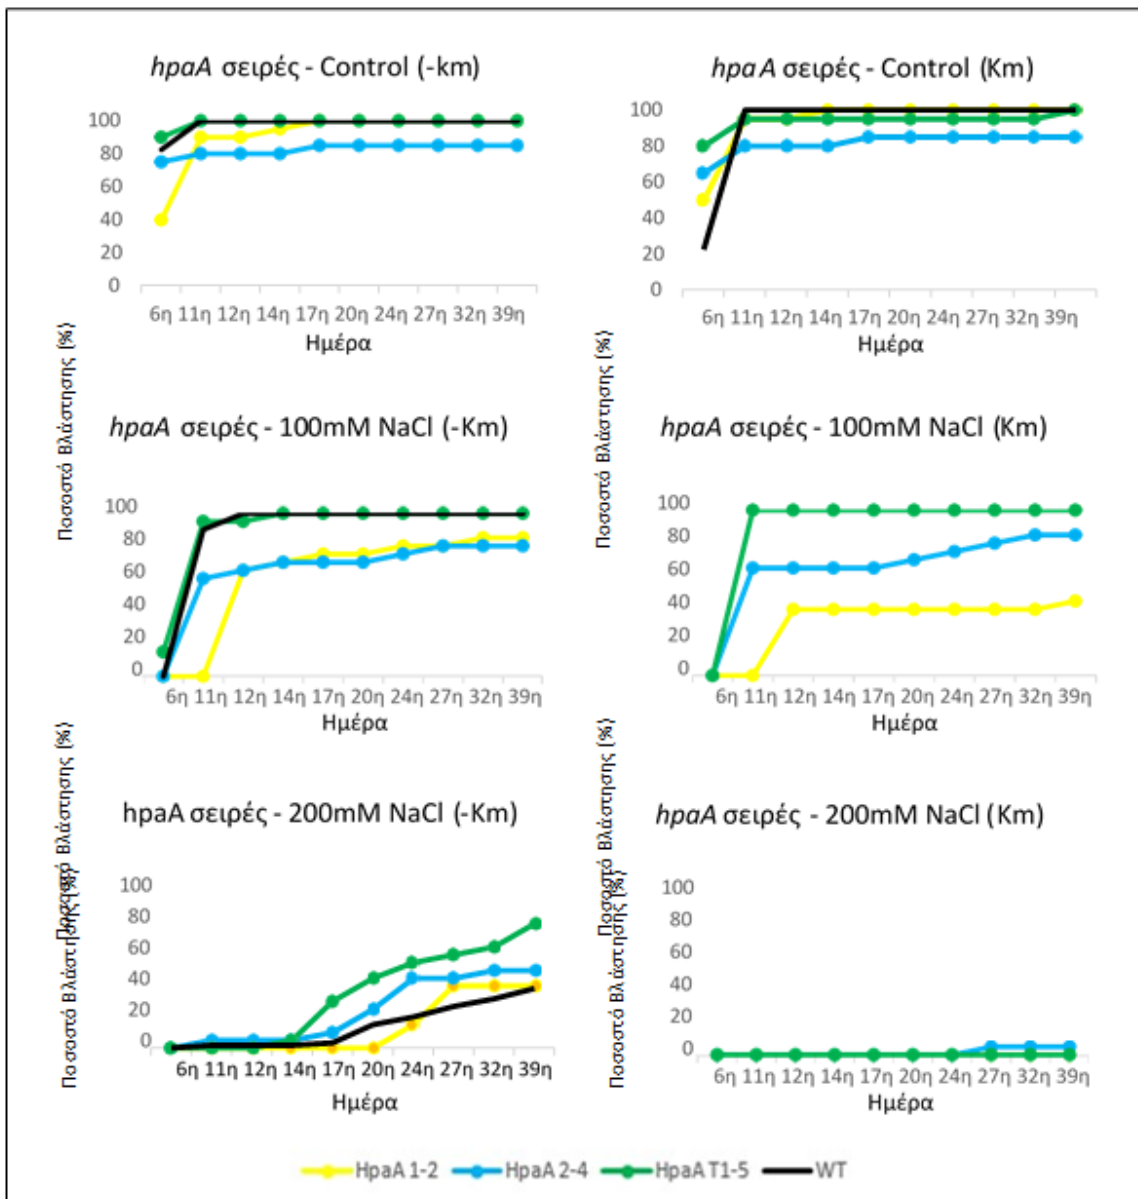 hpaA σειρές - Control (-km)
100
80
60
40
20
0
6η 11η 12η 14η 17η 20η 24η 27η 32η 39η
Ημέρα
hpaA σειρές - Control (Km)
100
80
60
40
20
0
6η 11η 12η 14η 17η 20η 24η 27η 32η 39η
Ημέρα
Ποσοστό Βλάστησης (%)
Ποσοστό Βλάστησης (%)
hpaA σειρές - 100mM NaCl (-Km)
100
80
60
40
20
0
6η 11η 12η 14η 17η 20η 24η 27η 32η 39η
Ημέρα
hpaA σειρές - 100mM NaCl (Km)
100
80
60
40
20
0
6η 11η 12η 14η 17η 20η 24η 27η 32η 39η
Ημέρα
Ποσοστό Βλάστησης (%)
Ποσοστό Βλάστησης (%)
hpaA σειρές - 200mM NaCl (-Km)
100
80
60
40
20
0
6η 11η 12η 14η 17η 20η 24η 27η 32η 39η
Ημέρα
Ποσοστό Βλάστησης (%)
hpaA σειρές - 200mM NaCl (Km)
100
80
60
40
20
0
6η 11η 12η 14η 17η 20η 24η 27η 32η 39η
Ημέρα
Ποσοστό Βλάστησης (%)
HpaA 1-2 HpaA 2-4 HpaA T1-5 WT